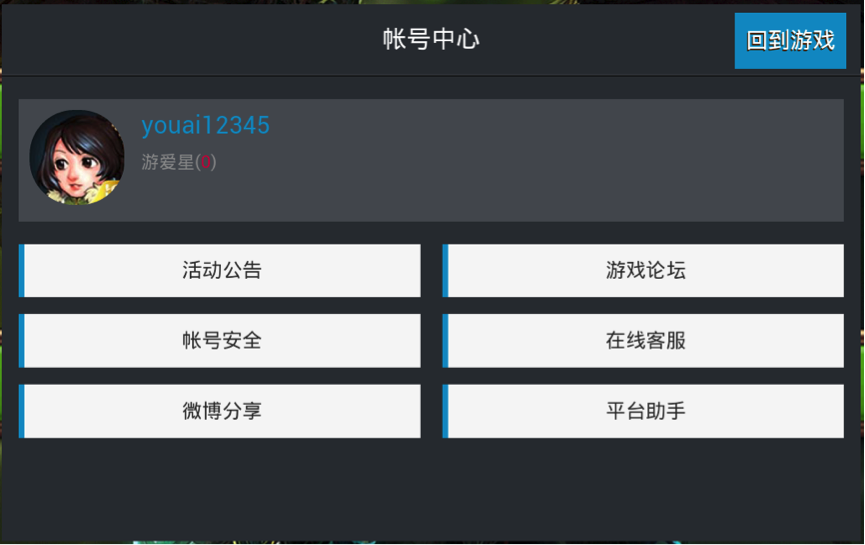 帐号中心
回到游戏
youai12345
游爱星(0)
活动公告
游戏论坛
帐号安全
在线客服
微博分享
平台助手